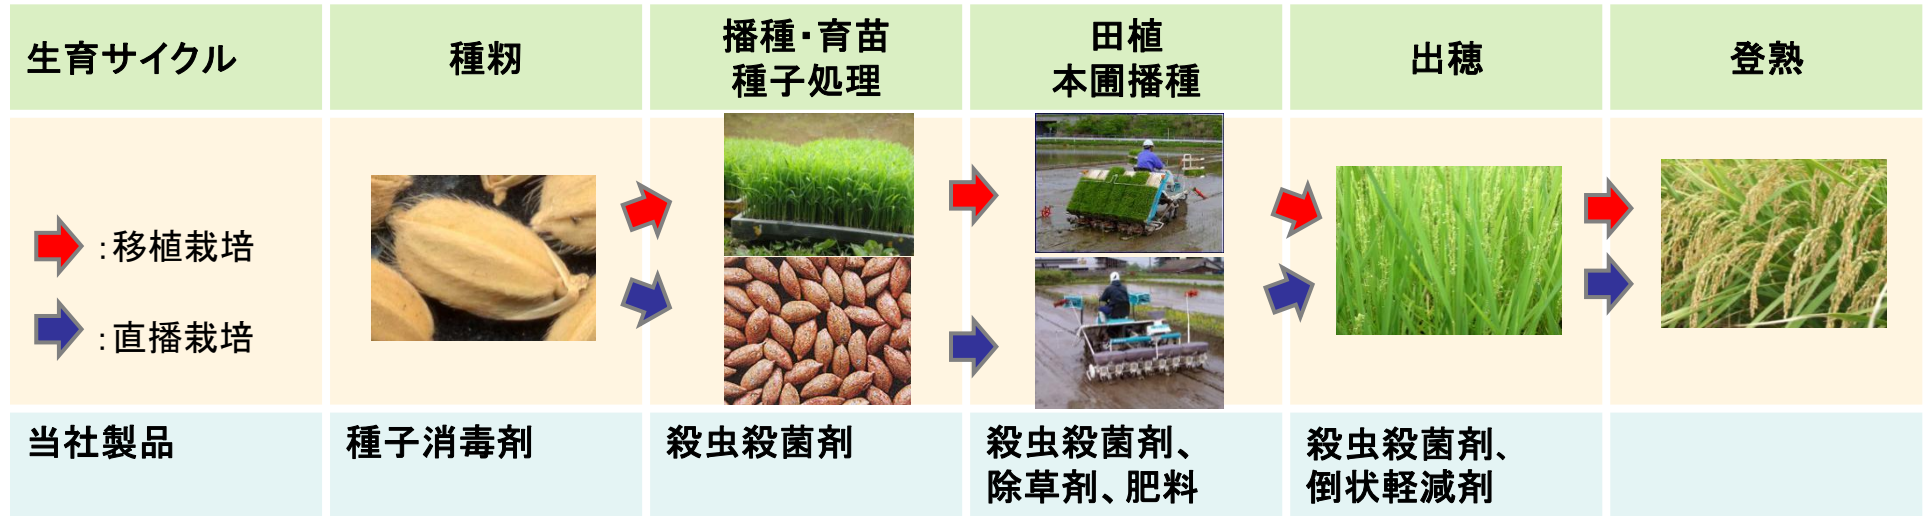 生育サイクル
種籾
播種・育苗
種子処理
田植
本圃播種
出穂
登熟
:移植栽培
:直播栽培
当社製品
種子消毒剤
殺虫殺菌剤
殺虫殺菌剤、
除草剤、肥料
殺虫殺菌剤、
倒状軽減剤